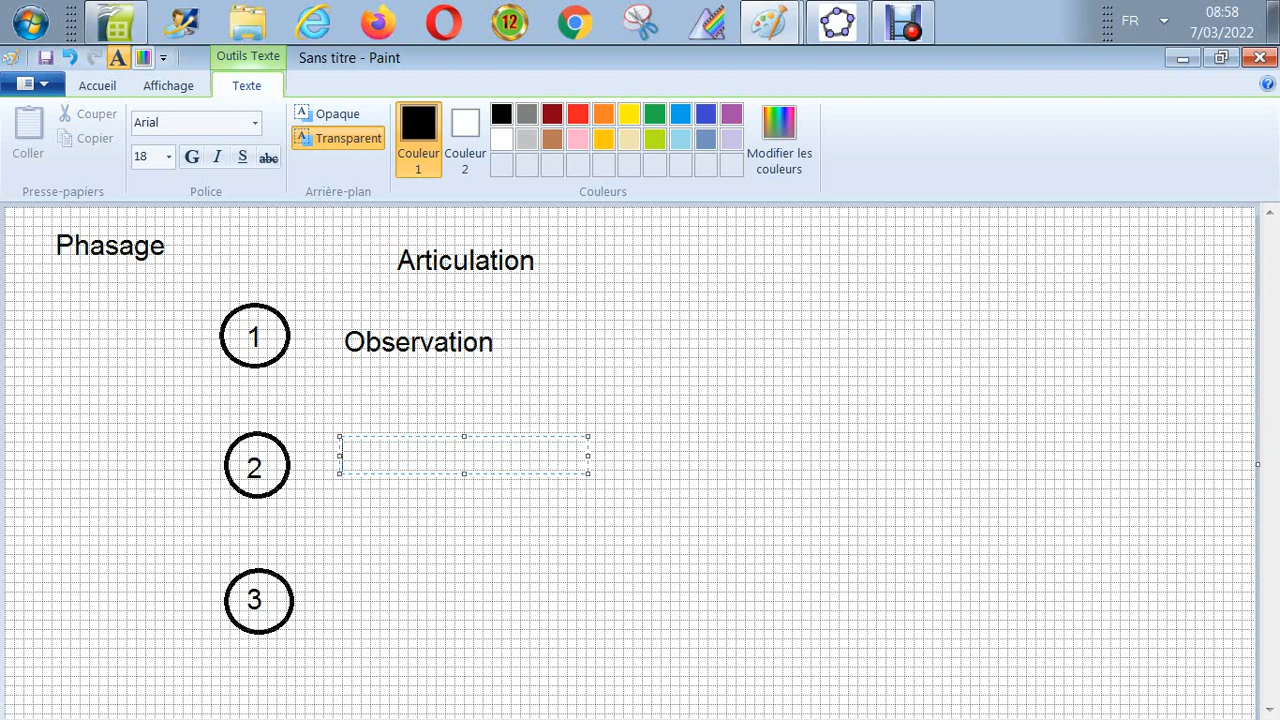 12
FR
08:58
7/03/2022
Outils Texte
Sans titre - Paint
Accueil
Affichage
Texte
Coller
Couper
Copier
Presse-papiers
Arial
18
G I S abc
Police
Opaque
Transparent
Arrière-plan
Couleur
1
Couleur
2
Modifier les
couleurs
Couleurs
Phasage
Articulation
1
Observation
2
3